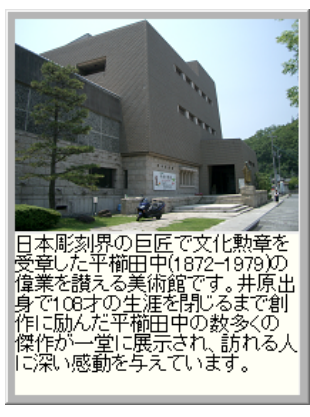 日本彫刻界の巨匠で文化勲章を
受章した平櫛田中(1872-1979)の
偉業を讃える美術館です。井原出
身で108才の生涯を閉じるまで創
作に励んだ平櫛田中の数多くの
傑作が一堂に展示され、訪れる人
に深い感動を与えています。